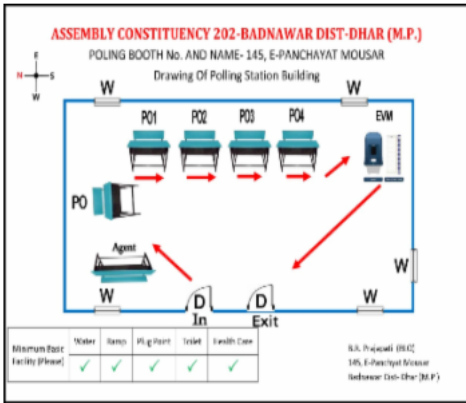 ASSEMBLY CONSTITUENCY 202-BADNAWAR DIST-DHAR (M.P.)
POLING BOOTH No. AND NAME- 145, E-PANCHAYAT MOUSAR
Drawing Of Polling Station Building
E
N S
W
W W
PO1 PO2 PO3 PO4 EVM
PO
Agent
W
W D D W
In Exit
Minimum Basic Facility (Please) Water Ramp Plug Point Toilet Health Care
✓ ✓ ✓ ✓ ✓
B.R. Prajapati (BLO)
145, E-Panchyat Mousar
Badnawar Dist- Dhar (M.P.)